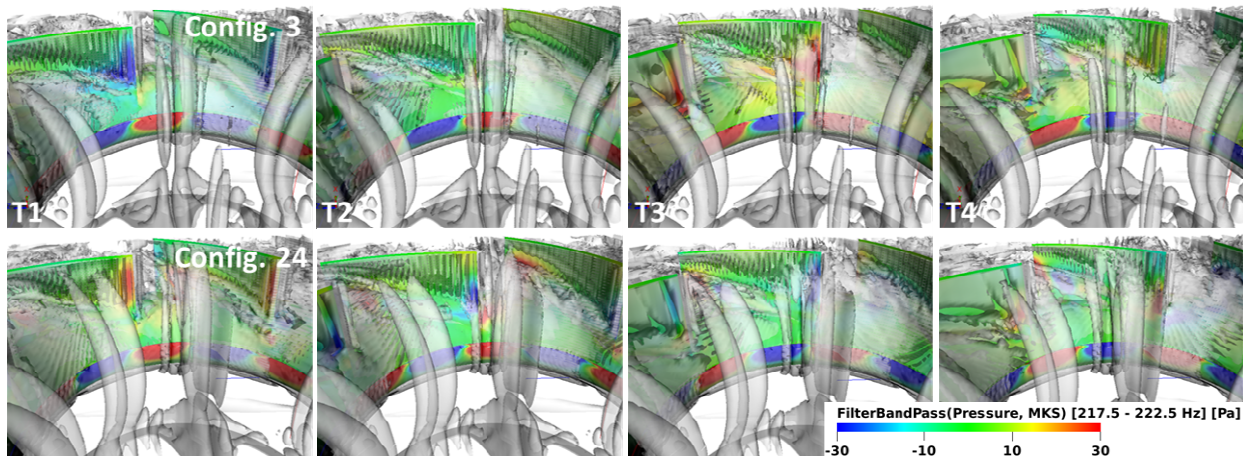 Config. 3
T1
T2
T3
T4
Config. 24
FilterBandPass(Pressure, MKS) [217.5 - 222.5 Hz] [Pa]
-30
-10
10
30